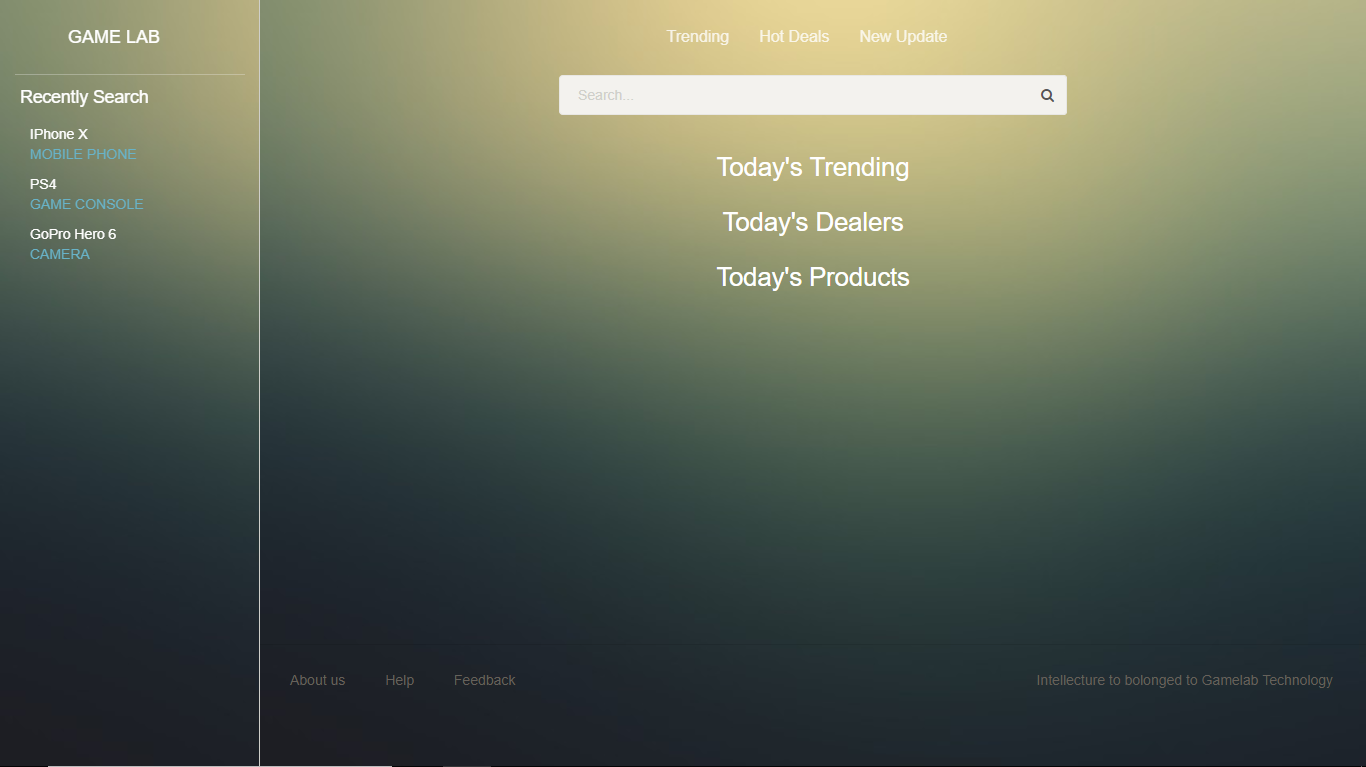 GAME LAB
Recently Search
IPhone X
MOBILE PHONE
PS4
GAME CONSOLE
GoPro Hero 6
CAMERA
Trending Hot Deals New Update
Search...
Today's Trending
Today's Dealers
Today's Products
About us Help Feedback
Intellecture to bolonged to Gamelab Technology